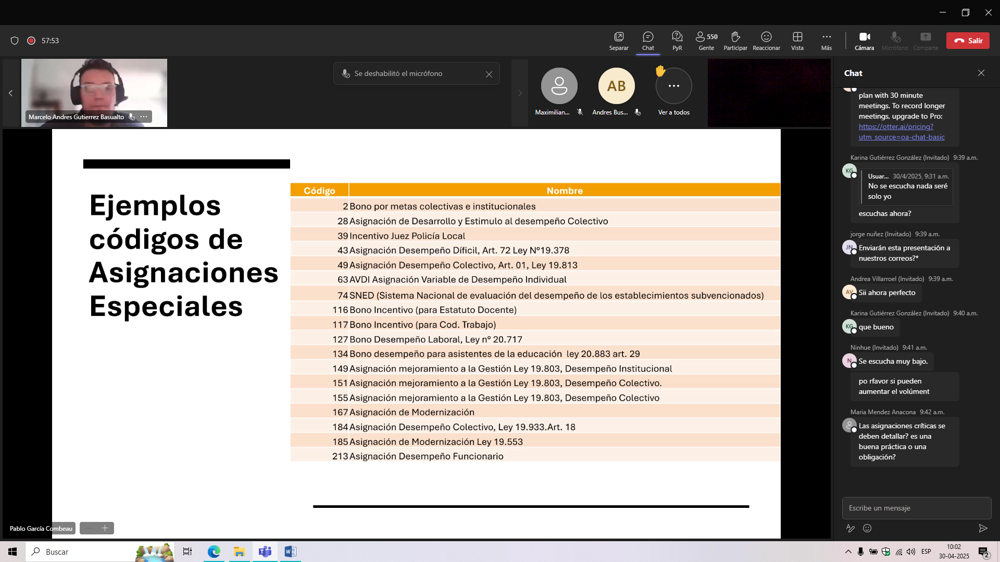 57:53
Separar
Chat
PyR
550
Gente
Participar
Reaccionar
Vista
Más
Cámara
Micrófono
Comparte
Salir
Se deshabilitó el micrófono
Marcelo Andres Gutierrez Basualto
Maximilian...
AB
Andres Bus...
Ver a todos
Ejemplos
códigos de
Asignaciones
Especiales
Código Nombre
2 Bono por metas colectivas e institucionales
28 Asignación de Desarrollo y Estimulo al desempeño Colectivo
39 Incentivo Juez Policía Local
43 Asignación Desempeño Díficil, Art. 72 Ley N°19.378
49 Asignación Desempeño Colectivo, Art. 01, Ley 19.813
63 AVDI Asignación Variable de Desempeño Individual
74 SNED (Sistema Nacional de evaluación del desempeño de los establecimientos subvencionados)
116 Bono Incentivo (para Estatuto Docente)
117 Bono Incentivo (para Cod. Trabajo)
127 Bono Desempeño Laboral, Ley n° 20.717
134 Bono desempeño para asistentes de la educación ley 20.883 art. 29
149 Asignación mejoramiento a la Gestión Ley 19.803, Desempeño Institucional
151 Asignación mejoramiento a la Gestión Ley 19.803, Desempeño Colectivo.
155 Asignación mejoramiento a la Gestión Ley 19.803, Desempeño Colectivo
167 Asignación de Modernización
184 Asignación Desempeño Colectivo, Ley 19.933.Art. 18
185 Asignación de Modernización Ley 19.553
213 Asignación Desempeño Funcionario
Pablo García Combeau
Chat
plan with 30 minute
meetings. To record longer
meetings, upgrade to Pro:
https://otter.ai/pricing?
utm_source=oa-chat-basic
Karina Gutiérrez González (Invitado) 9:39 a.m.
KG
Usuar... 30/4/2025, 9:31 a.m.
No se escucha nada seré
solo yo
escuchas ahora?
jorge nuñez (Invitado) 9:39 a.m.
JN
Enviarán esta presentación a
nuestros correos?*
Andrea Villarroel (Invitado) 9:39 a.m.
AV
Sii ahora perfecto
Karina Gutiérrez González (Invitado) 9:40 a.m.
KG
que bueno
Ninhue (Invitado) 9:41 a.m.
N
Se escucha muy bajo.
po rfavor si pueden
aumentar el volúment
Maria Mendez Anacona 9:42 a.m.
Las asignaciones críticas se
deben detallar? es una
buena práctica o una
obligación?
Escribe un mensaje
Buscar
ESP
10:02
30-04-2025
2